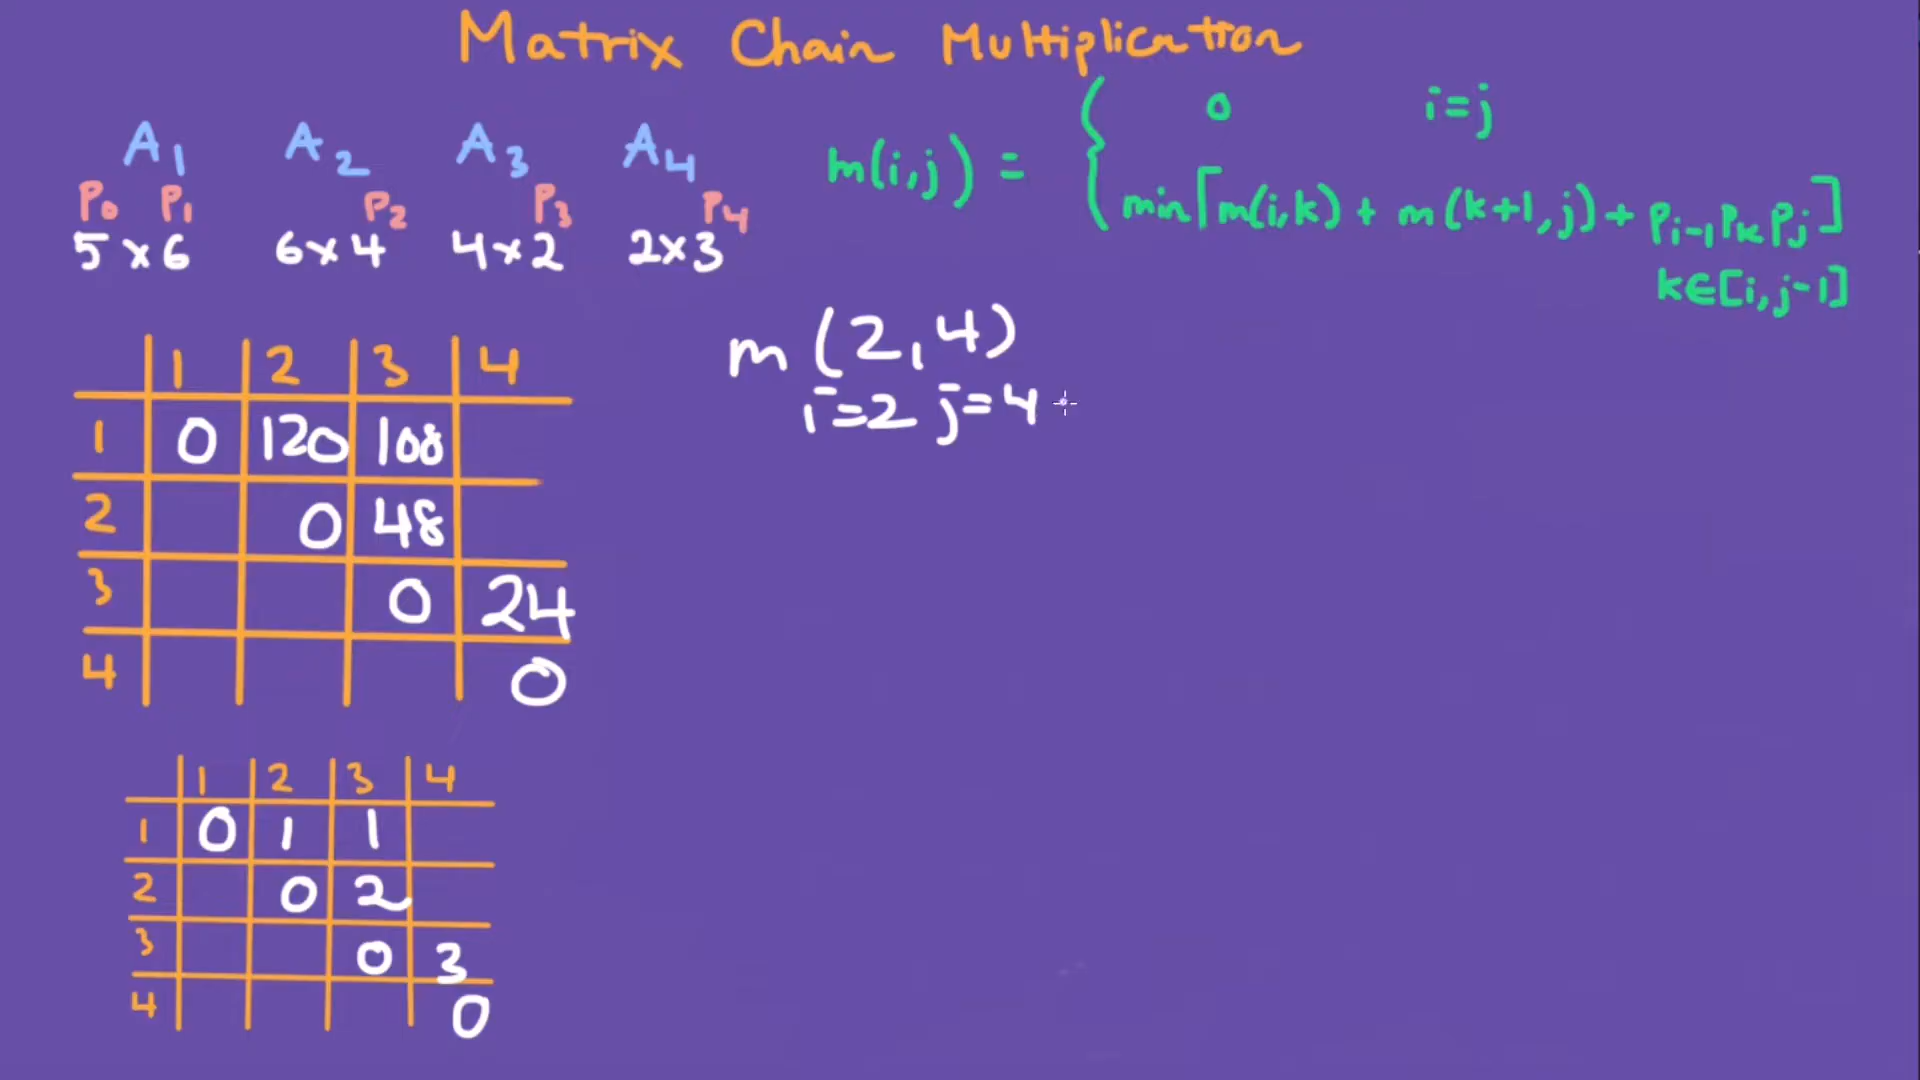 Matrix Chain Multiplication
A1 A2 A3 A4
P0 P1 P2 P3 P4
5 x 6 6 x 4 4 x 2 2 x 3
m(i,j) = { 0 i=j
min[m(i,k) + m(k+1,j) + Pi-1 Pk Pj]
k∈[i,j-1]
m (2,4)
i=2 j=4
1 2 3 4
1 0 120 108
2 0 48
3 0 24
4 0
1 2 3 4
1 0 1 1
2 0 2
3 0 3
4 0